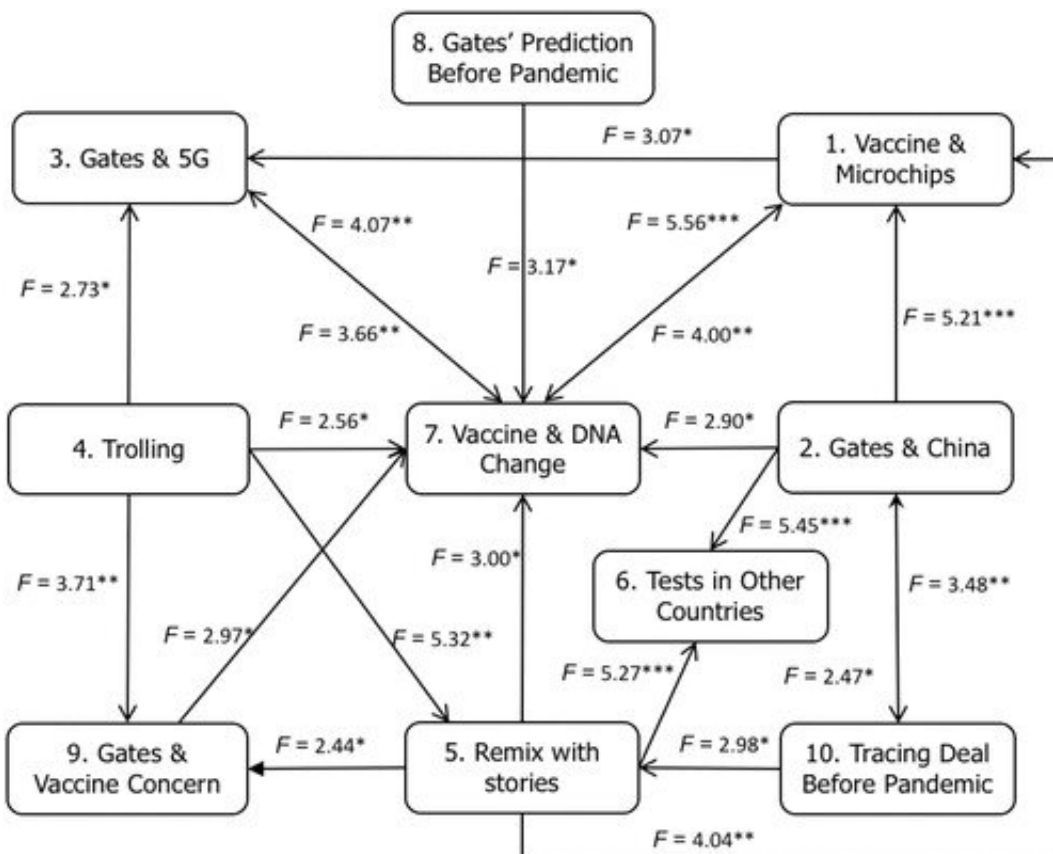 8. Gates' Prediction
Before Pandemic
3. Gates & 5G
F = 3.07*
1. Vaccine &
Microchips
F = 4.07**
F = 5.56***
F = 3.17*
F = 2.73*
F = 3.66**
F = 4.00**
F = 5.21***
4. Trolling
F = 2.56*
7. Vaccine & DNA
Change
F = 2.90*
2. Gates & China
F = 5.45***
F = 3.00*
6. Tests in Other
Countries
F = 3.71**
F = 3.48**
F = 2.97*
F = 5.32**
F = 5.27***
F = 2.47*
9. Gates &
Vaccine Concern
F = 2.44*
5. Remix with
stories
F = 2.98*
10. Tracing Deal
Before Pandemic
F = 4.04**